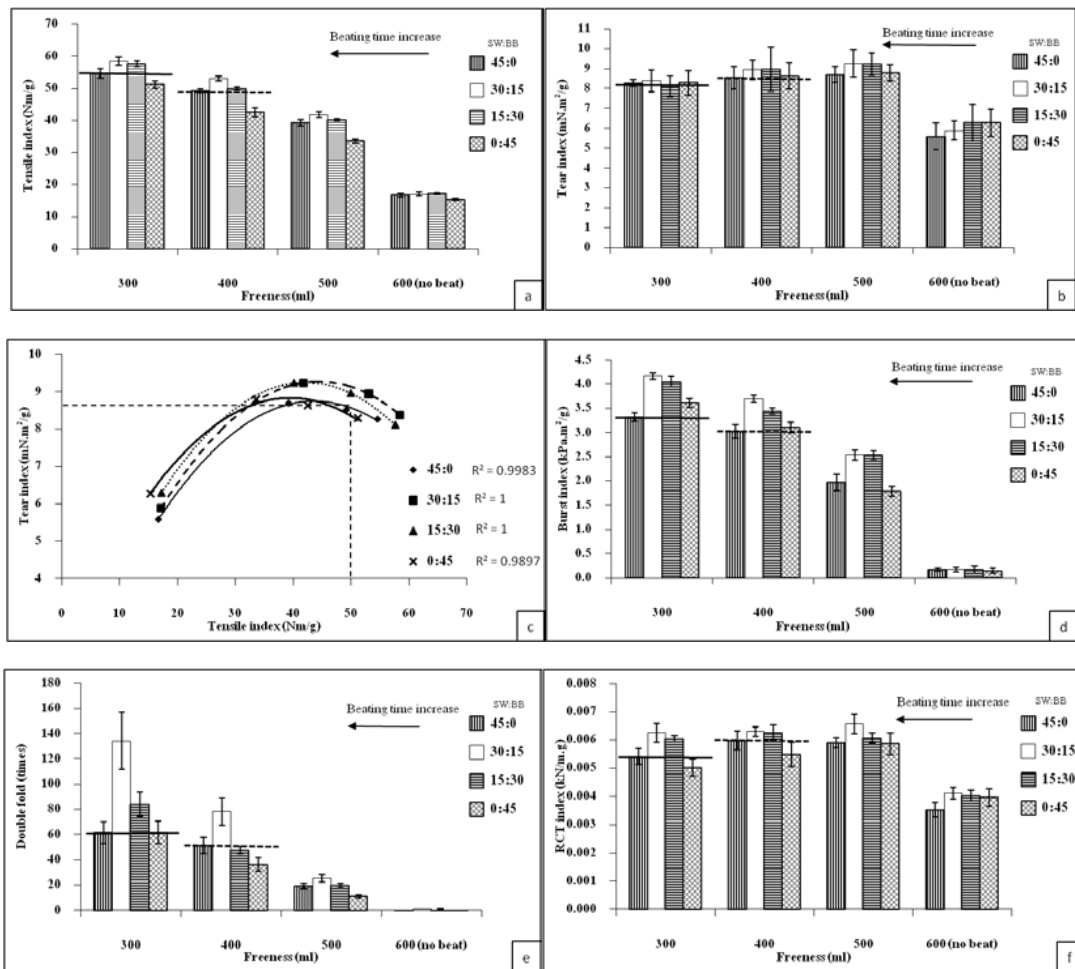 70
60
50
40
30
20
10
0
Tensile index (Nm/g)
Beating time increase
SW:BB
45:0
30:15
15:30
0:45
300 400 500 600 (no beat)
Freeness (ml)
a
11
10
9
8
7
6
5
4
3
2
1
0
Tear index (mN.m²/g)
Beating time increase
SW:BB
45:0
30:15
15:30
0:45
300 400 500 600 (no beat)
Freeness (ml)
b
10
9
8
7
6
5
4
Tear index (mN.m²/g)
45:0 R² = 0.9983
30:15 R² = 1
15:30 R² = 1
0:45 R² = 0.9897
0 10 20 30 40 50 60 70
Tensile index (Nm/g)
c
4.5
4.0
3.5
3.0
2.5
2.0
1.5
1.0
0.5
0.0
Burst index (kPa.m²/g)
Beating time increase
SW:BB
45:0
30:15
15:30
0:45
300 400 500 600 (no beat)
Freeness (ml)
d
180
160
140
120
100
80
60
40
20
0
Double fold (times)
Beating time increase
SW:BB
45:0
30:15
15:30
0:45
300 400 500 600 (no beat)
Freeness (ml)
e
0.008
0.007
0.006
0.005
0.004
0.003
0.002
0.001
0.000
RCT index (kN/m.g)
Beating time increase
SW:BB
45:0
30:15
15:30
0:45
300 400 500 600 (no beat)
Freeness (ml)
f